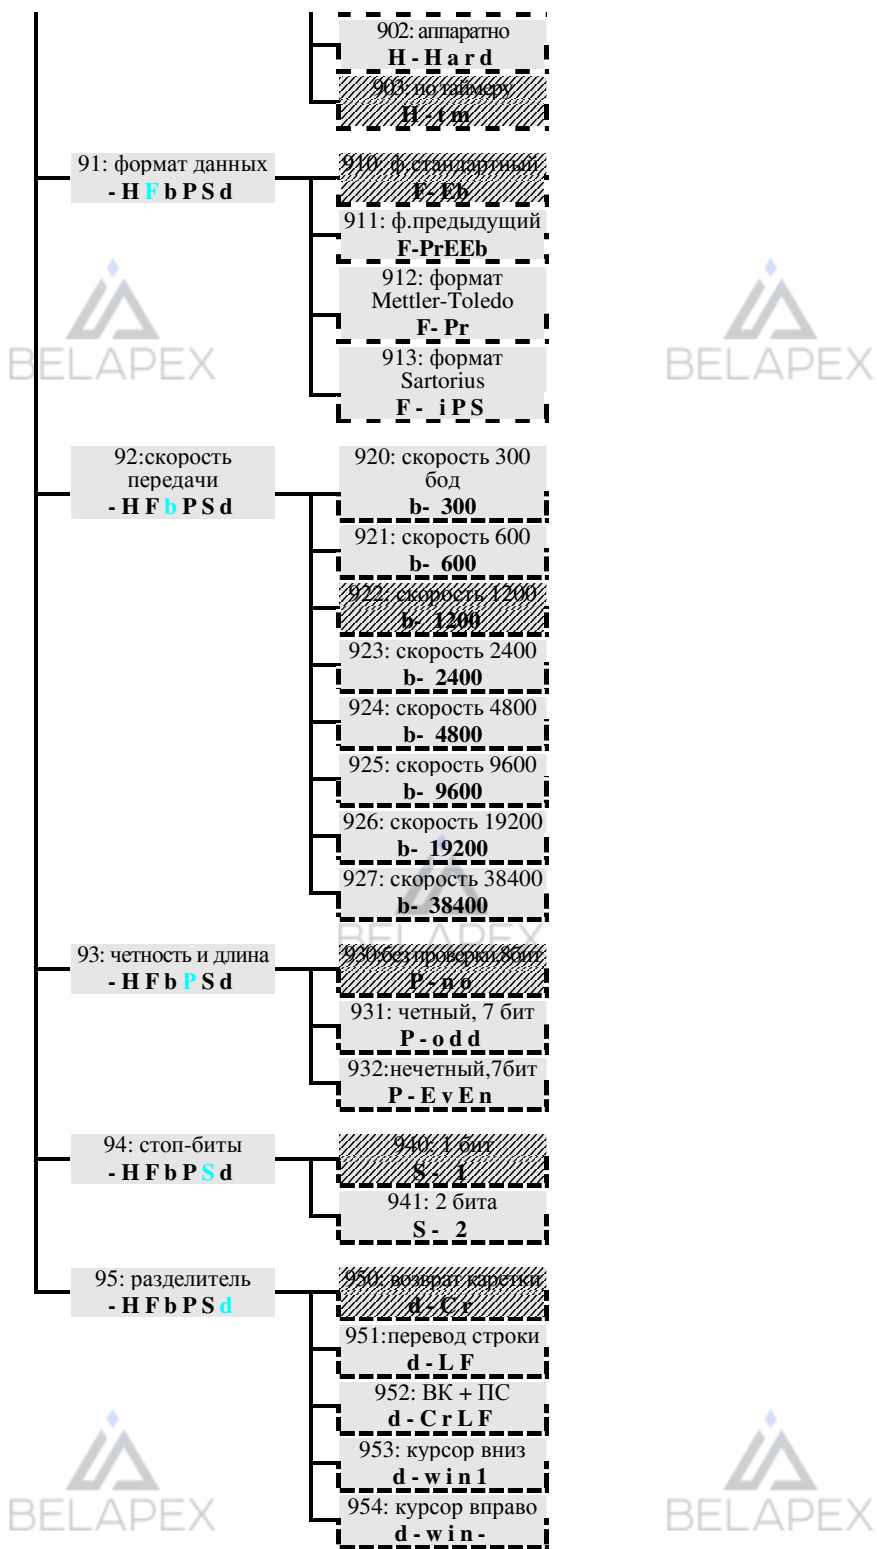 902: аппаратно
H - H a r d
903: по таймеру
H - t m
91: формат данных
- H F b P S d
910: ф.стандартный
F- Eb
911: ф.предыдущий
F-PrEEb
912: формат
Mettler-Toledo
F- Pr
913: формат
Sartorius
F - i P S
BELAPEX
BELAPEX
92:скорость
передачи
- H F b P S d
920: скорость 300
бод
b- 300
921: скорость 600
b- 600
922: скорость 1200
b- 1200
923: скорость 2400
b- 2400
924: скорость 4800
b- 4800
925: скорость 9600
b- 9600
926: скорость 19200
b- 19200
927: скорость 38400
b- 38400
BELAPEX
93: четность и длина
- H F b P S d
930:без проверки,8бит
P - n o
931: четный, 7 бит
P - o d d
932:нечетный,7бит
P - E v E n
94: стоп-биты
- H F b P S d
940: 1 бит
S - 1
941: 2 бита
S - 2
95: разделитель
- H F b P S d
950: возврат каретки
d - C r
951:перевод строки
d - L F
952: ВК + ПС
d - C r L F
953: курсор вниз
d - w i n 1
954: курсор вправо
d - w i n -
BELAPEX
BELAPEX